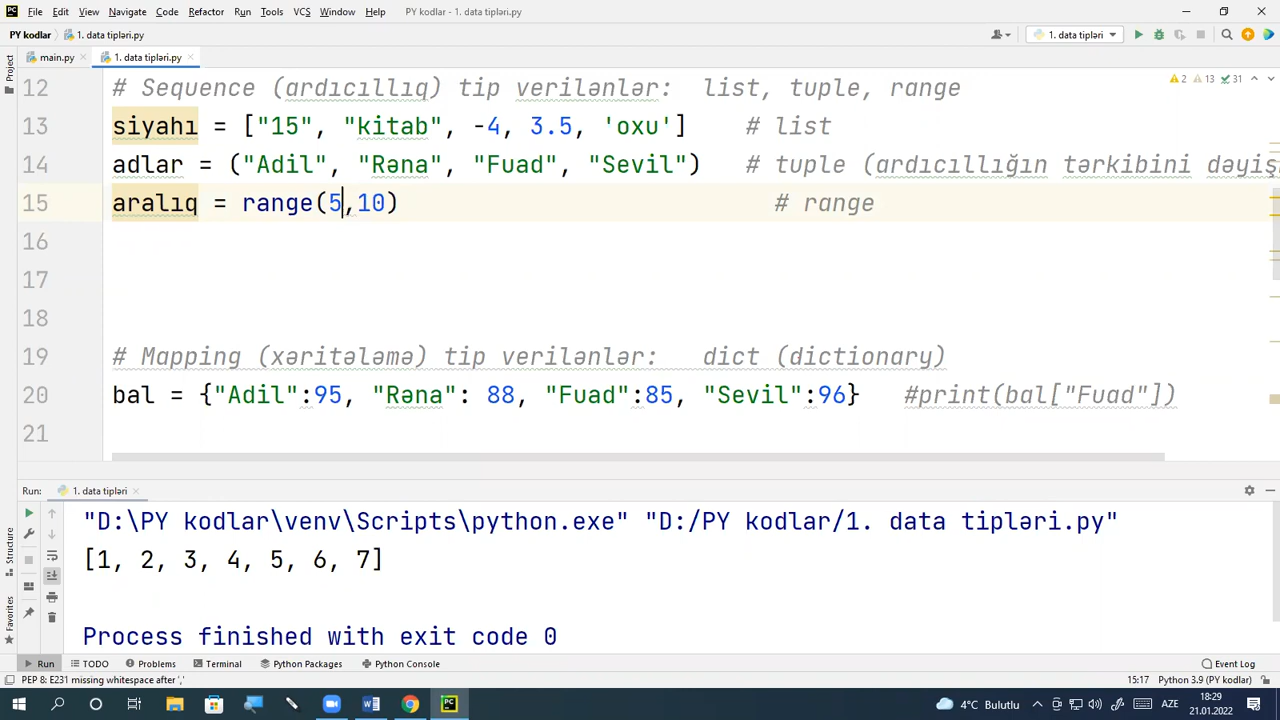 File Edit View Navigate Code Refactor Run Tools VCS Window Help PY kodlar - 1. data tipləri.py
PY kodlar 1. data tipləri.py 1. data tipləri
main.py 1. data tipləri.py
Project
2 13 31
12 # Sequence (ardıcıllıq) tip verilənlər: list, tuple, range
13 siyahı = ["15", "kitab", -4, 3.5, 'oxu'] # list
14 adlar = ("Adil", "Rəna", "Fuad", "Sevil") # tuple (ardıcıllığın tərkibini dəyiş
15 aralıq = range(5,10) # range
16
17
18
19 # Mapping (xəritələmə) tip verilənlər: dict (dictionary)
20 bal = {"Adil":95, "Rəna": 88, "Fuad":85, "Sevil":96} #print(bal["Fuad"])
21
Run: 1. data tipləri
"D:\PY kodlar\venv\Scripts\python.exe" "D:/PY kodlar/1. data tipləri.py"
[1, 2, 3, 4, 5, 6, 7]
Process finished with exit code 0
Structure
Favorites
Run TODO Problems Terminal Python Packages Python Console Event Log
PEP 8: E231 missing whitespace after ',' 15:17 Python 3.9 (PY kodlar)
4°C Bulutlu AZE 18:29
21.01.2022